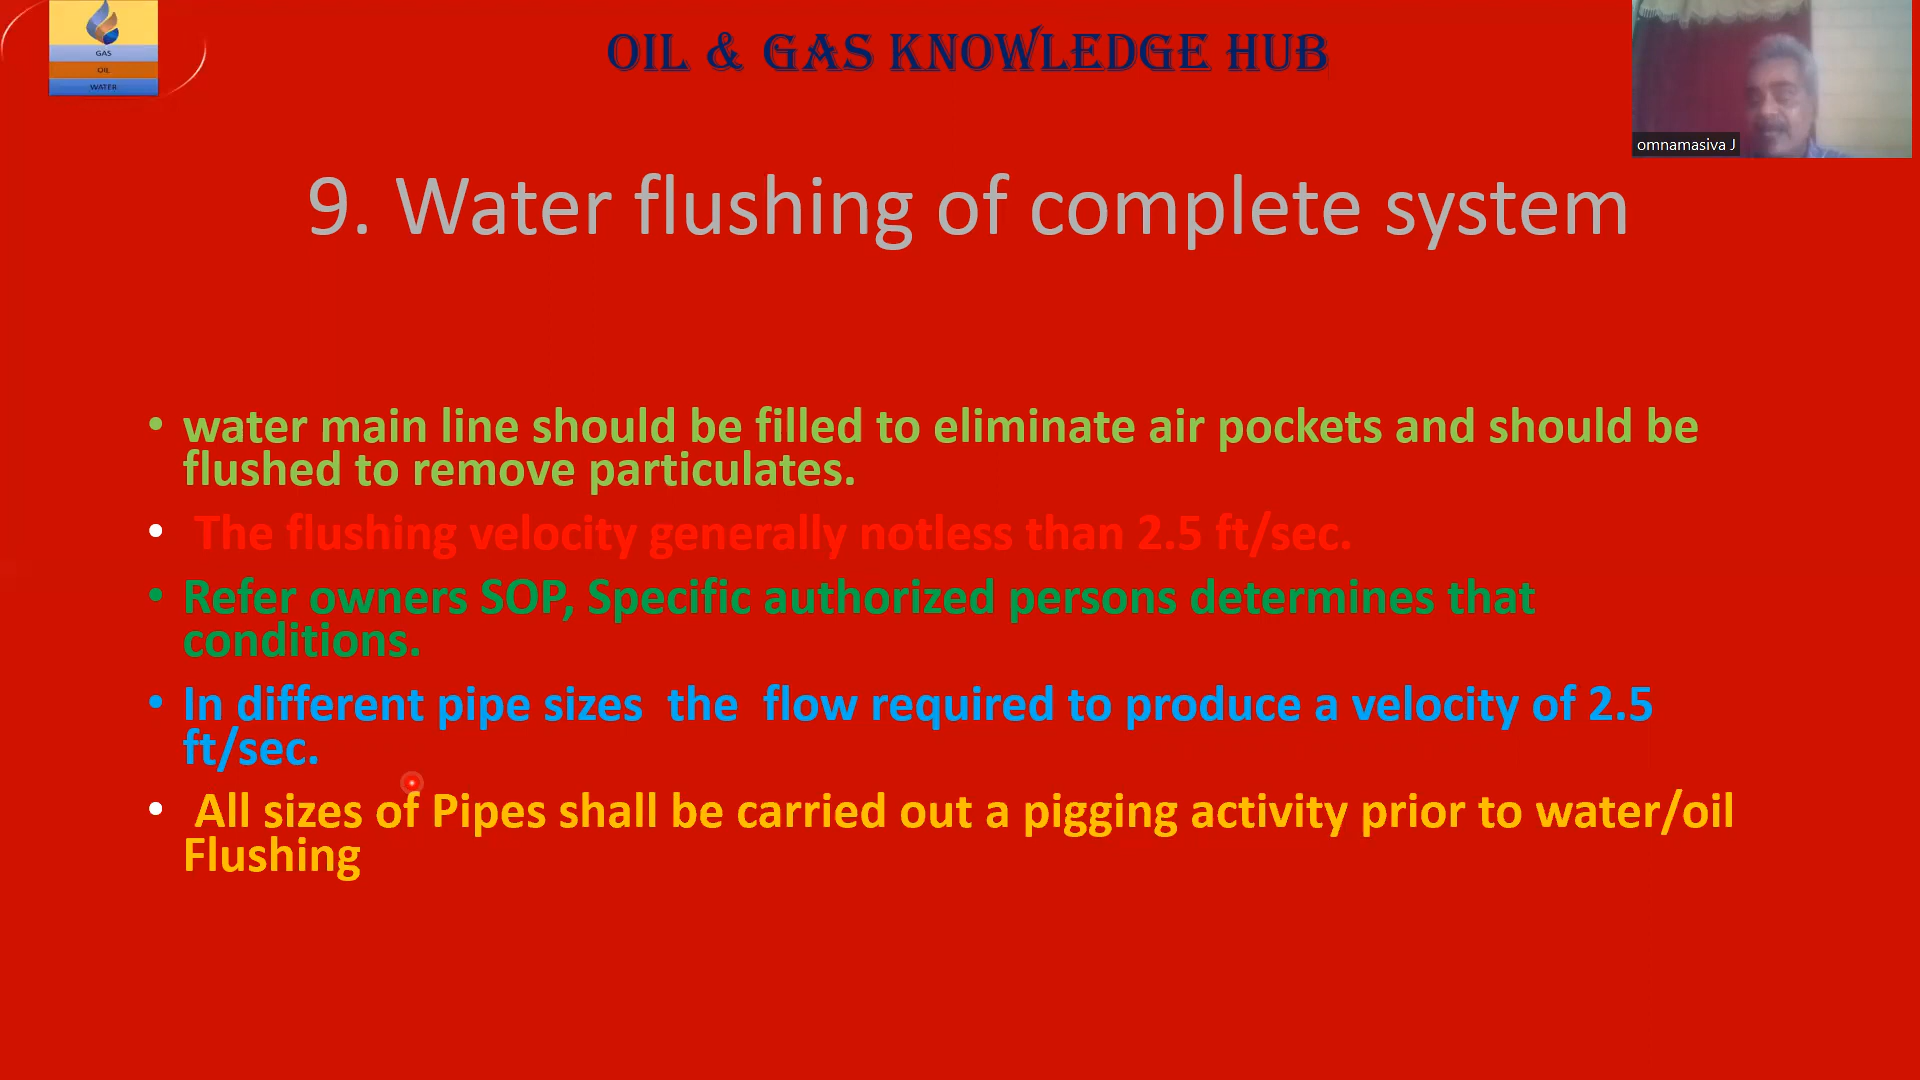 GAS
OIL
WATER
OIL & GAS KNOWLEDGE HUB
omnamasiva J
9. Water flushing of complete system
• water main line should be filled to eliminate air pockets and should be
flushed to remove particulates.
• The flushing velocity generally notless than 2.5 ft/sec.
• Refer owners SOP, Specific authorized persons determines that
conditions.
• In different pipe sizes the flow required to produce a velocity of 2.5
ft/sec.
• All sizes of Pipes shall be carried out a pigging activity prior to water/oil
Flushing